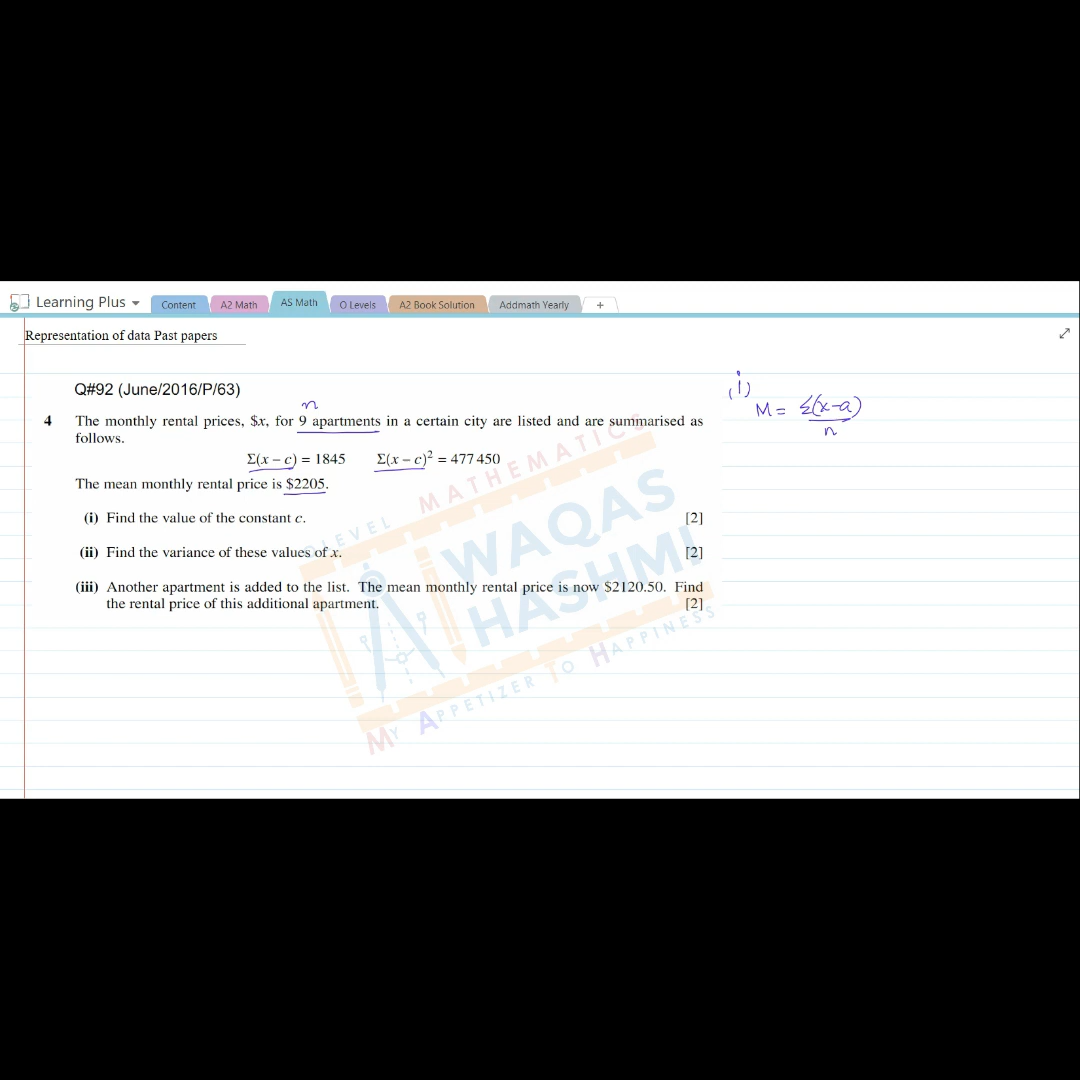 Learning Plus
Content
A2 Math
AS Math
O Levels
A2 Book Solution
Addmath Yearly
+
Representation of data Past papers
Q#92 (June/2016/P/63)
n
4 The monthly rental prices, $x, for 9 apartments in a certain city are listed and are summarised as
follows.
Σ(x − c) = 1845 Σ(x − c)² = 477 450
The mean monthly rental price is $2205.
(i) Find the value of the constant c. [2]
(ii) Find the variance of these values of x. [2]
(iii) Another apartment is added to the list. The mean monthly rental price is now $2120.50. Find
the rental price of this additional apartment. [2]
(i)
M = Σ(x-a)
n
LEVEL MATHEMATICS
WAQAS
HASHMI
MY APPETIZER TO HAPPINESS